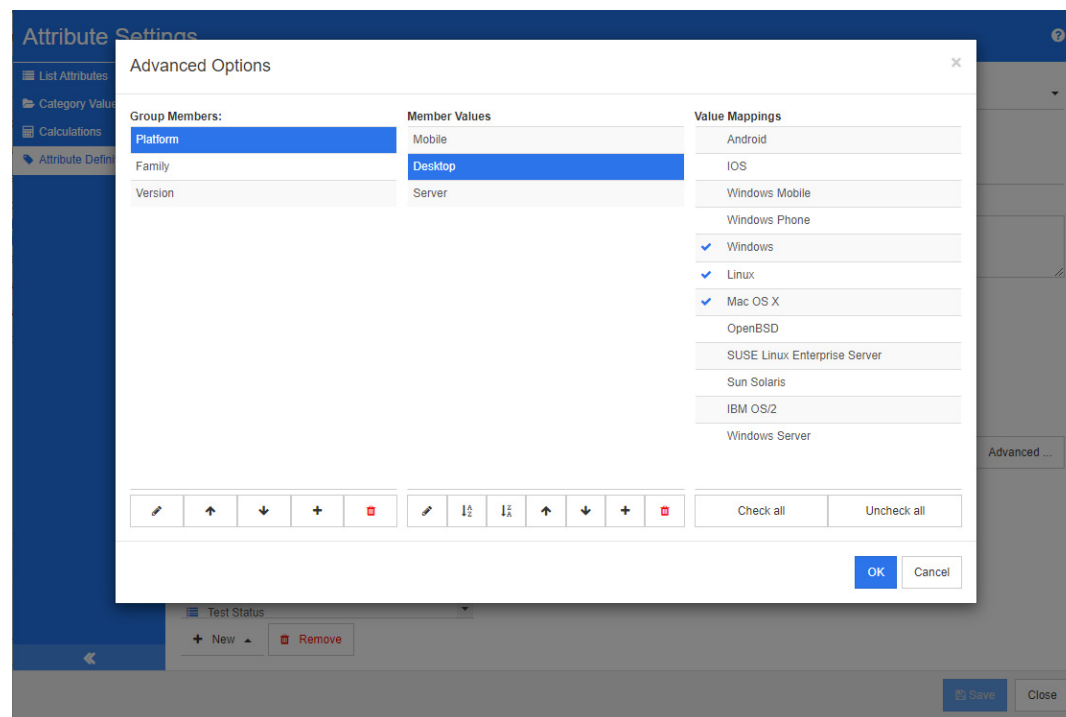 Attribute Settings
List Attributes
Category Value
Calculations
Attribute Defini
Advanced Options
×
Group Members:
Platform
Family
Version
Member Values
Mobile
Desktop
Server
Value Mappings
Android
IOS
Windows Mobile
Windows Phone
Windows
Linux
Mac OS X
OpenBSD
SUSE Linux Enterprise Server
Sun Solaris
IBM OS/2
Windows Server
Check all
Uncheck all
OK
Cancel
Advanced ...
Test Status
+ New
Remove
Save
Close